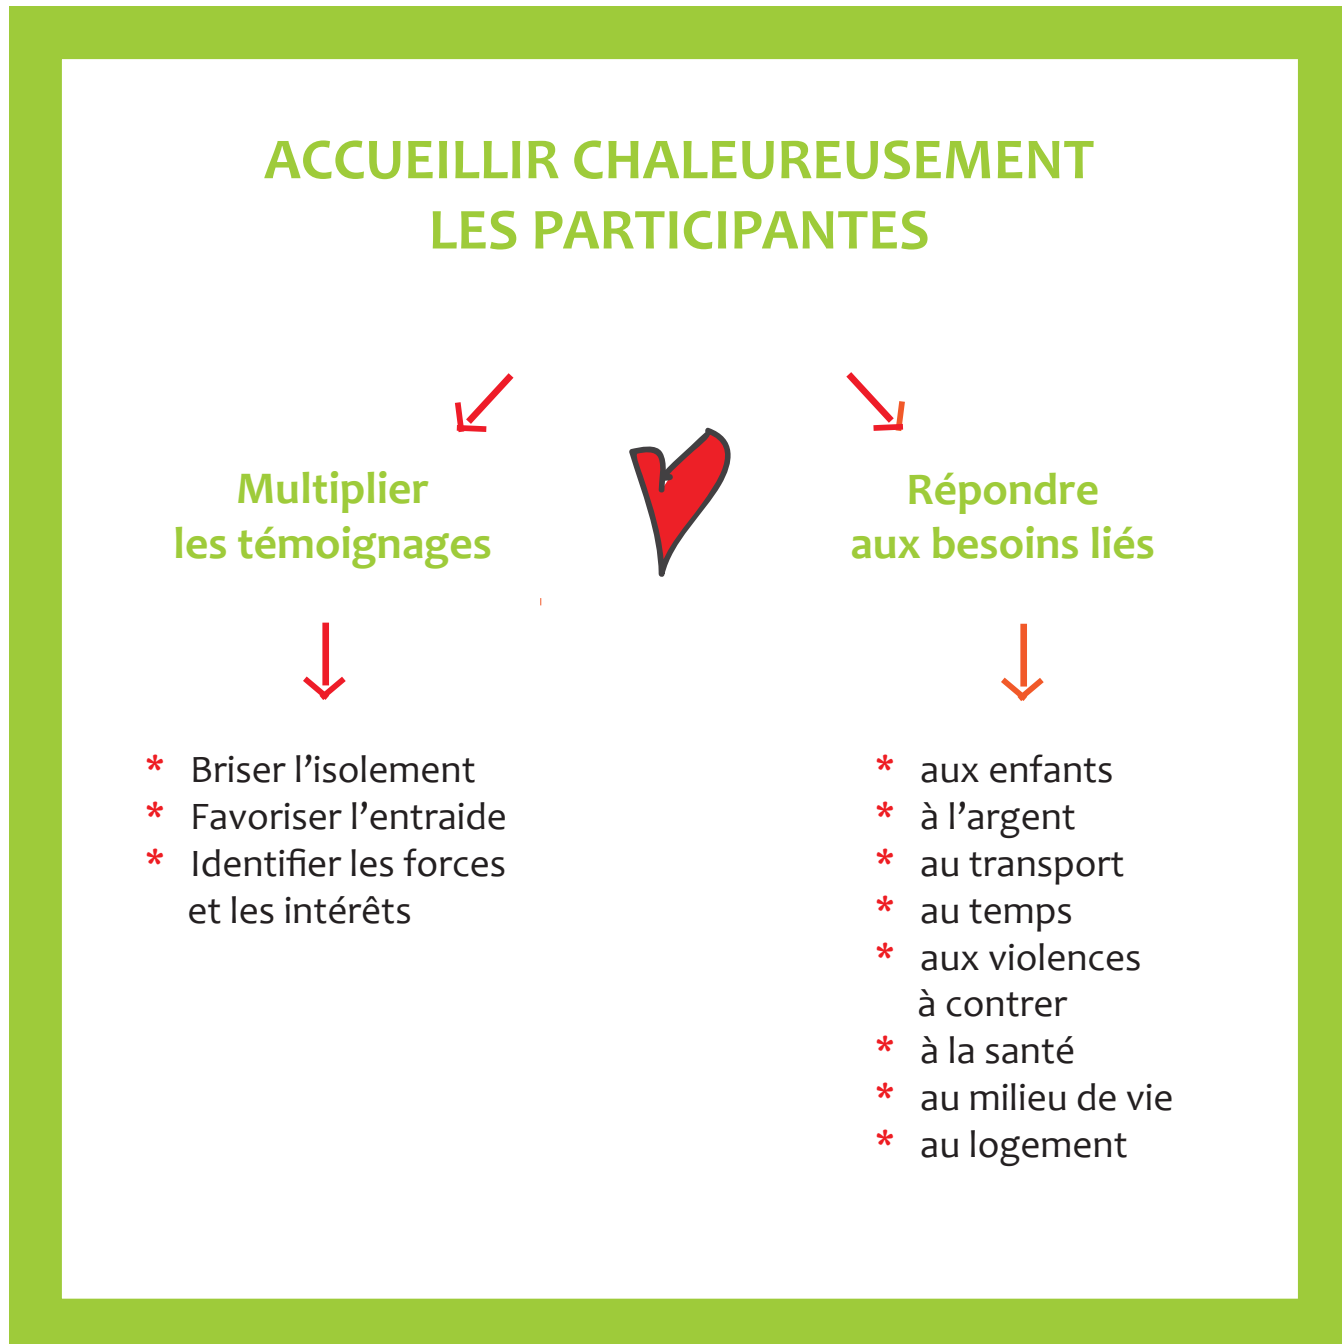 ACCUEILLIR CHALEUREUSEMENT
LES PARTICIPANTES
Multiplier
les témoignages
* Briser l’isolement
* Favoriser l’entraide
* Identifier les forces
et les intérêts
Répondre
aux besoins liés
* aux enfants
* à l’argent
* au transport
* au temps
* aux violences
à contrer
* à la santé
* au milieu de vie
* au logement